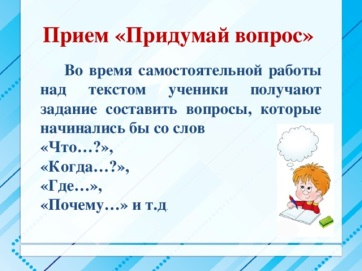 Прием «Придумай вопрос»
Во время самостоятельной работы
над текстом ученики получают
задание составить вопросы, которые
начинались бы со слов
«Что…?»,
«Когда…?»,
«Где…»,
«Почему…» и т.д